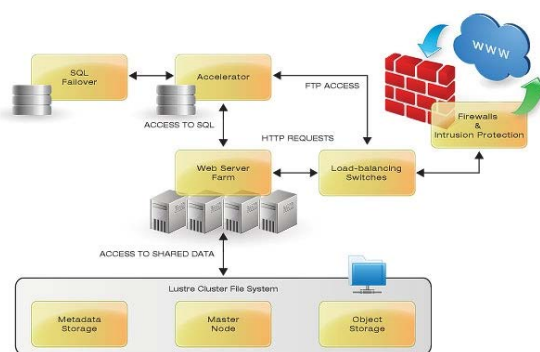 WWW
SQL
Failover
Accelerator
FTP ACCESS
Firewalls
&
Intrusion Protection
ACCESS TO SQL
HTTP REQUESTS
Web Server
Farm
Load-balancing
Switches
ACCESS TO SHARED DATA
Lustre Cluster File System
Metadata
Storage
Master
Node
Object
Storage